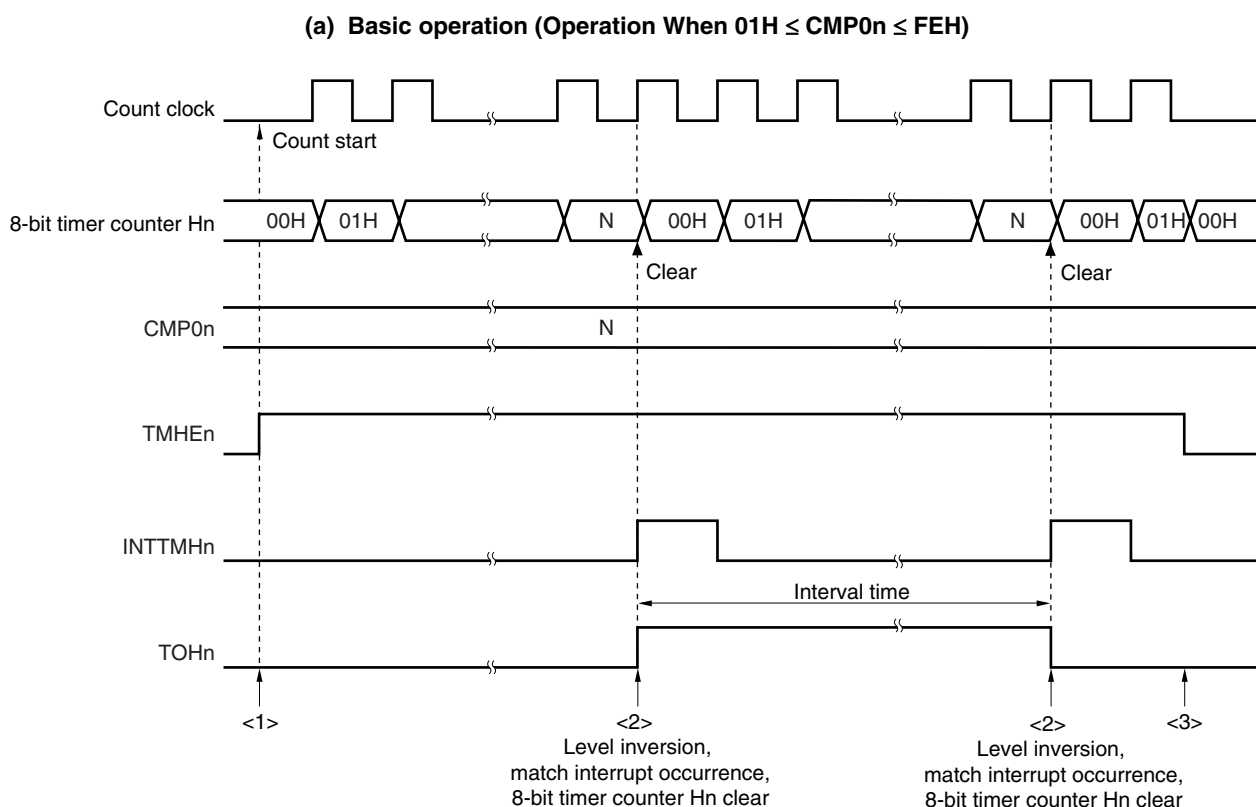 (a) Basic operation (Operation When 01H ≤ CMP0n ≤ FEH)
Count clock
Count start
8-bit timer counter Hn
00H 01H N 00H 01H N 00H 01H 00H
Clear Clear
CMP0n
N
TMHEn
INTTMHn
Interval time
TOHn
<1> <2> <2> <3>
Level inversion,
match interrupt occurrence,
8-bit timer counter Hn clear
Level inversion,
match interrupt occurrence,
8-bit timer counter Hn clear